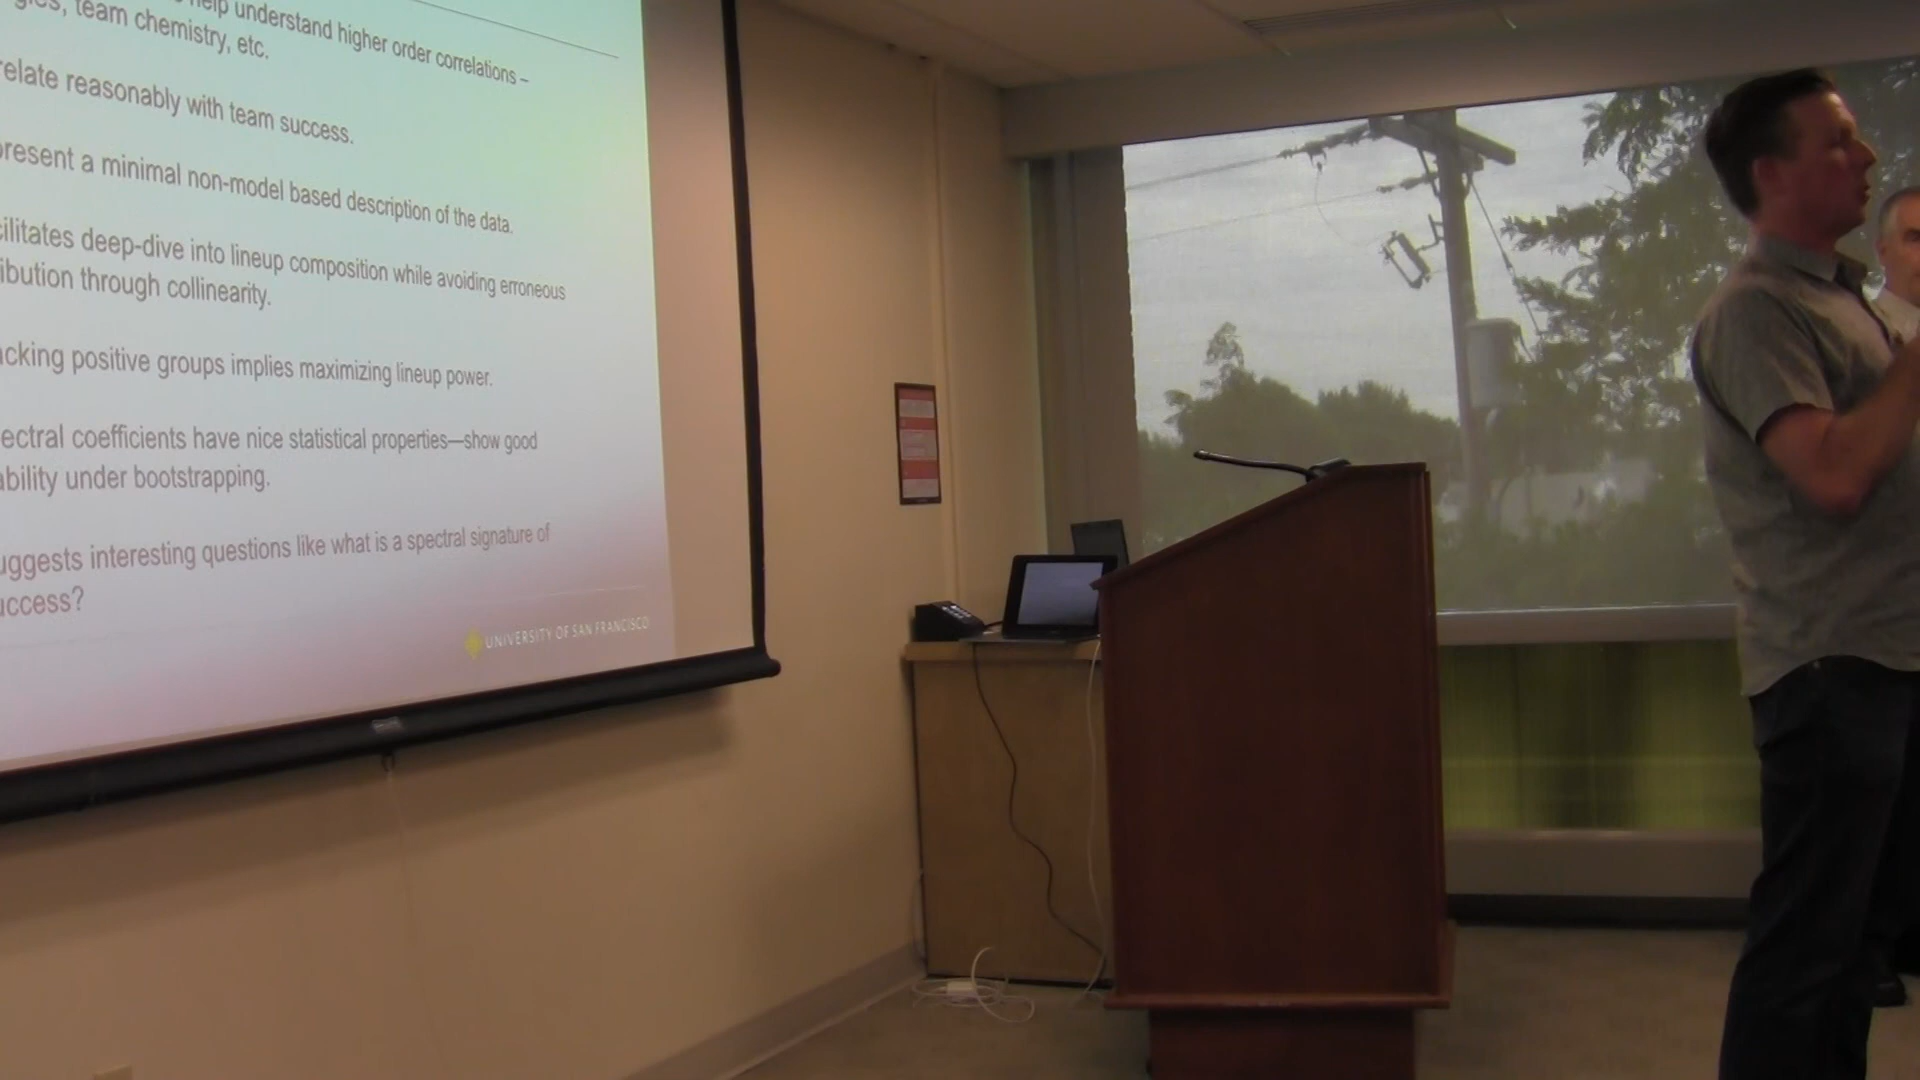 help understand higher order correlations –
gies, team chemistry, etc.
relate reasonably with team success.
present a minimal non-model based description of the data.
cilitates deep-dive into lineup composition while avoiding erroneous
ibution through collinearity.
acking positive groups implies maximizing lineup power.
ectral coefficients have nice statistical properties—show good
ability under bootstrapping.
uggests interesting questions like what is a spectral signature of
uccess?
UNIVERSITY OF SAN FRANCISCO